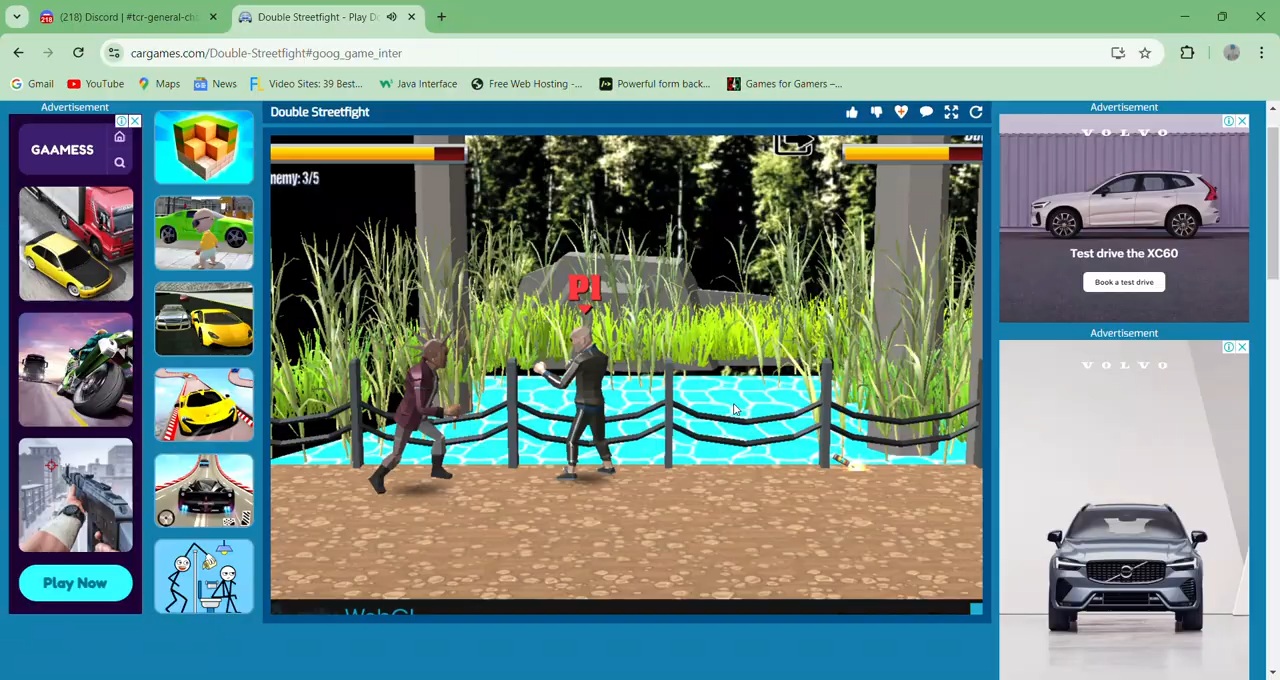 (218) Discord | #tcr-general-ch
Double Streetfight - Play D
cargames.com/Double-Streetfight#goog_game_inter
Gmail
YouTube
Maps
News
Video Sites: 39 Best...
Java Interface
Free Web Hosting -...
Powerful form back...
Games for Gamers –...
Advertisement
Double Streetfight
Advertisement
GAAMESS
nemy: 3/5
P1
VOLVO
Test drive the XC60
Book a test drive
Advertisement
VOLVO
Play Now
WebGL